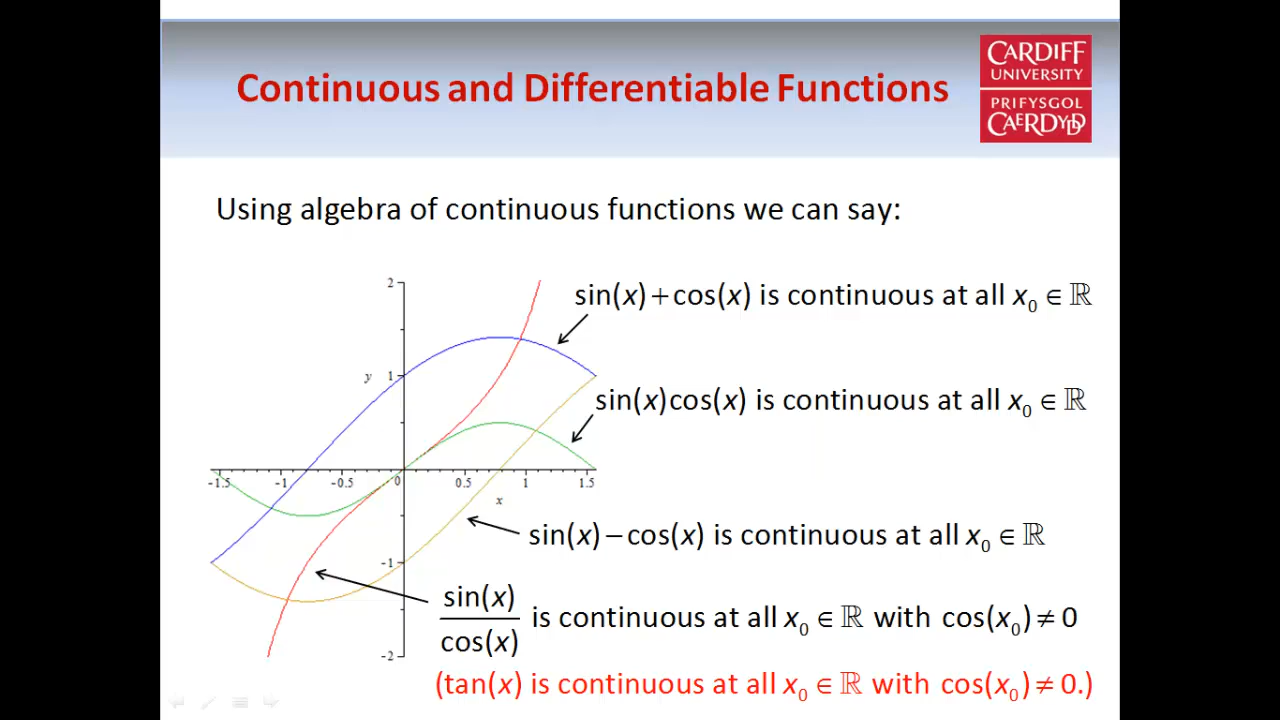 Continuous and Differentiable Functions
CARDIFF
UNIVERSITY
PRIFYSGOL
CAERDYDD
Using algebra of continuous functions we can say:
sin(x)+cos(x) is continuous at all x₀ ∈ ℝ
sin(x)cos(x) is continuous at all x₀ ∈ ℝ
sin(x)−cos(x) is continuous at all x₀ ∈ ℝ
sin(x)
cos(x)
is continuous at all x₀ ∈ ℝ with cos(x₀) ≠ 0
(tan(x) is continuous at all x₀ ∈ ℝ with cos(x₀) ≠ 0.)
2
y 1
-1.5 -1 -0.5 0 0.5 1 1.5
x
-1
-2